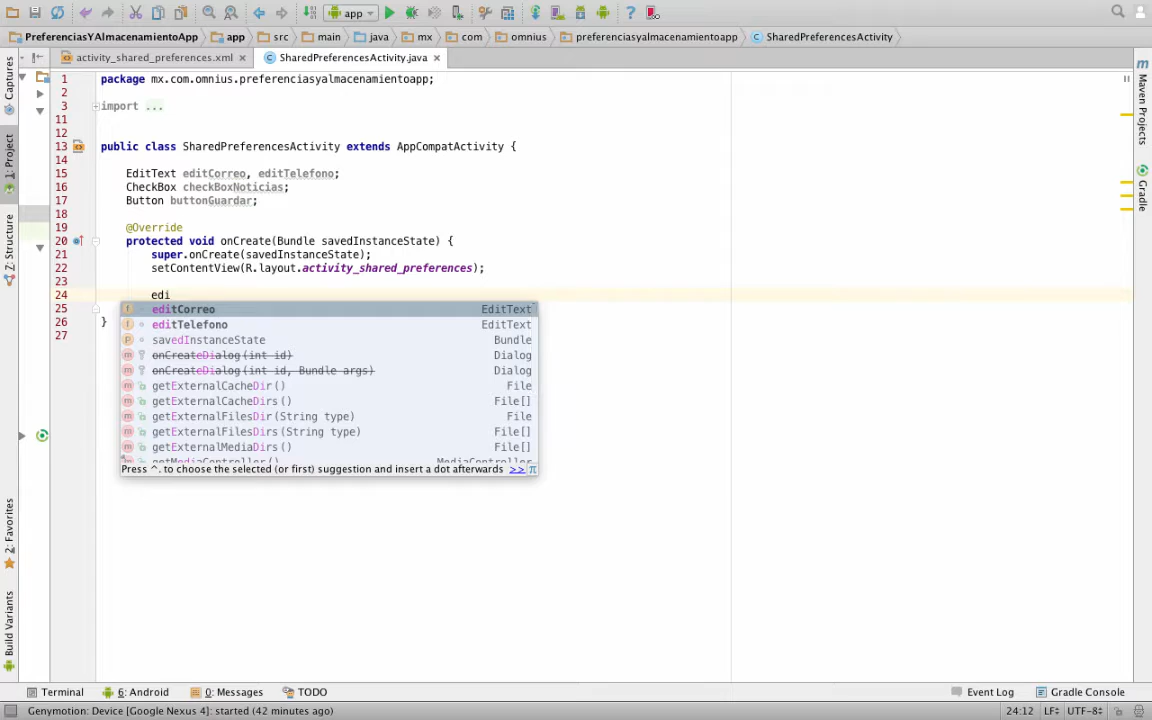 app
PreferenciasYAlmacenamientoApp app src main java com mx omnius preferenciasyalmacenamientoapp SharedPreferencesActivity
activity_shared_preferences.xml SharedPreferencesActivity.java
Captures
1: Project
7: Structure
2: Favorites
Build Variants
Maven Projects
Gradle
1 package mx.com.omnius.preferenciasyalmacenamientoapp;
2
3 import ...
11
12
13 public class SharedPreferencesActivity extends AppCompatActivity {
14
15 EditText editCorreo, editTelefono;
16 CheckBox checkBoxNoticias;
17 Button buttonGuardar;
18
19 @Override
20 protected void onCreate(Bundle savedInstanceState) {
21 super.onCreate(savedInstanceState);
22 setContentView(R.layout.activity_shared_preferences);
23
24 edi
25
26 }
27
editCorreo EditText
editTelefono EditText
savedInstanceState Bundle
onCreateDialog(int id) Dialog
onCreateDialog(int id, Bundle args) Dialog
getExternalCacheDir() File
getExternalCacheDirs() File[]
getExternalFilesDir(String type) File
getExternalFilesDirs(String type) File[]
getExternalMediaDirs() File[]
getMediaController() MediaController
Press ^. to choose the selected (or first) suggestion and insert a dot afterwards >> π
Terminal 6: Android 0: Messages TODO Event Log Gradle Console
Genymotion: Device [Google Nexus 4]: started (42 minutes ago) 24:12 LF÷ UTF-8÷